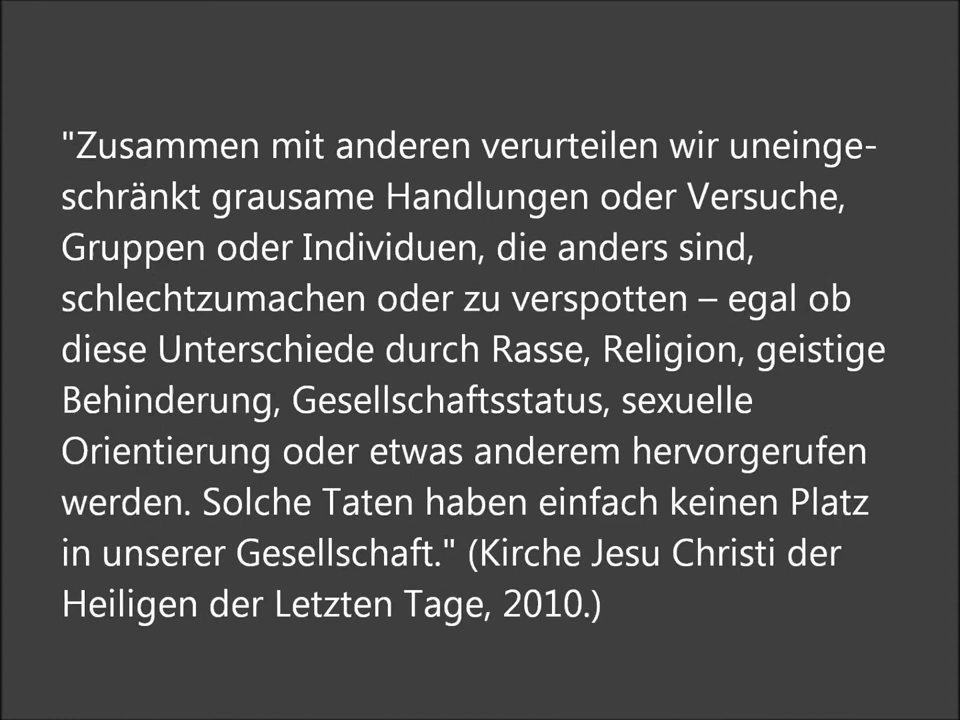 "Zusammen mit anderen verurteilen wir uneinge-
schränkt grausame Handlungen oder Versuche,
Gruppen oder Individuen, die anders sind,
schlechtzumachen oder zu verspotten – egal ob
diese Unterschiede durch Rasse, Religion, geistige
Behinderung, Gesellschaftsstatus, sexuelle
Orientierung oder etwas anderem hervorgerufen
werden. Solche Taten haben einfach keinen Platz
in unserer Gesellschaft." (Kirche Jesu Christi der
Heiligen der Letzten Tage, 2010.)